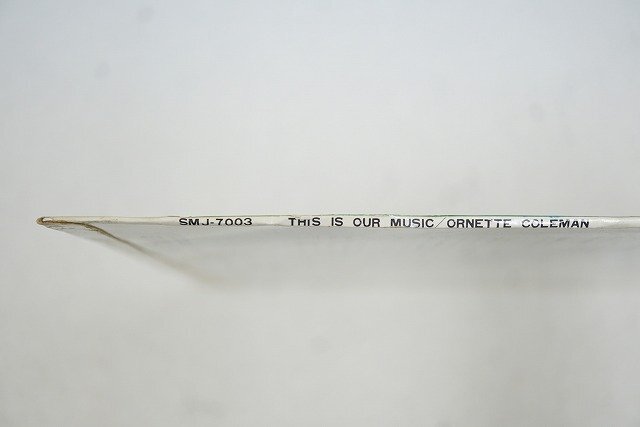 SMJ-7003 THIS IS OUR MUSIC/ORNETTE COLEMAN